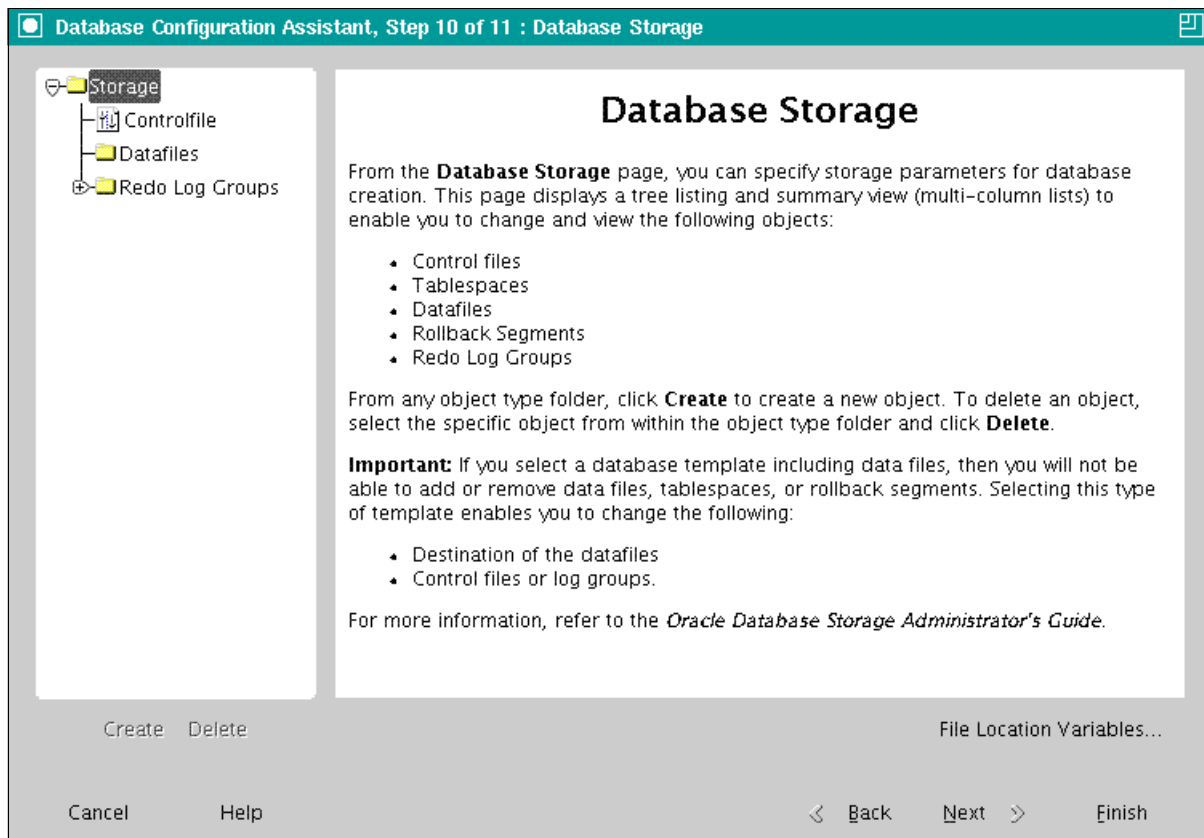 Database Configuration Assistant, Step 10 of 11 : Database Storage
Storage
Controlfile
Datafiles
Redo Log Groups
Database Storage
From the Database Storage page, you can specify storage parameters for database
creation. This page displays a tree listing and summary view (multi-column lists) to
enable you to change and view the following objects:
Control files
Tablespaces
Datafiles
Rollback Segments
Redo Log Groups
From any object type folder, click Create to create a new object. To delete an object,
select the specific object from within the object type folder and click Delete.
Important: If you select a database template including data files, then you will not be
able to add or remove data files, tablespaces, or rollback segments. Selecting this type
of template enables you to change the following:
Destination of the datafiles
Control files or log groups.
For more information, refer to the Oracle Database Storage Administrator's Guide.
Create Delete
File Location Variables...
Cancel Help
Back Next Finish